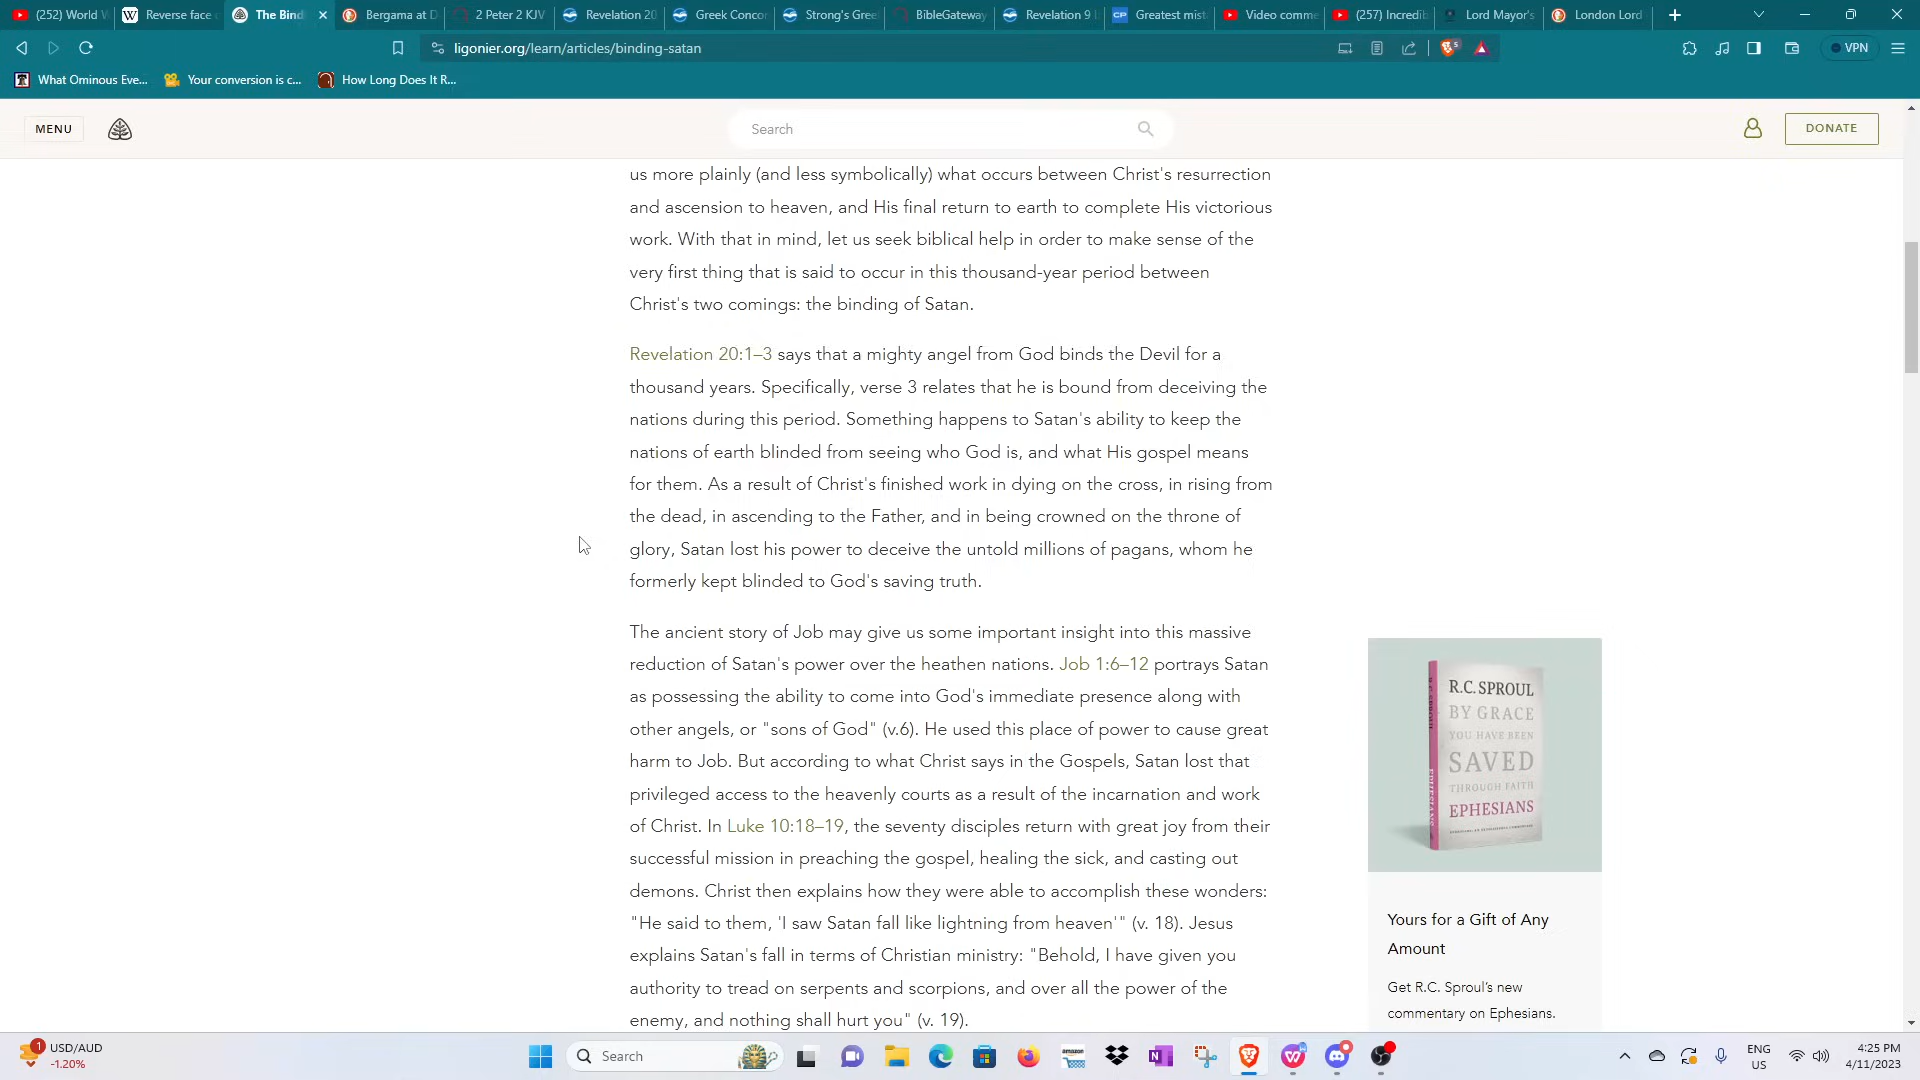 (252) World W
Reverse face
The Bind
Bergama at D
2 Peter 2 KJV
Revelation 20
Greek Conco
Strong's Gree
BibleGateway
Revelation 9 I
Greatest mist
Video comme
(257) Incredib
Lord Mayor's
London Lord
ligonier.org/learn/articles/binding-satan
5
VPN
What Ominous Eve...
Your conversion is c...
How Long Does It R...
MENU
Search
DONATE
us more plainly (and less symbolically) what occurs between Christ's resurrection
and ascension to heaven, and His final return to earth to complete His victorious
work. With that in mind, let us seek biblical help in order to make sense of the
very first thing that is said to occur in this thousand-year period between
Christ's two comings: the binding of Satan.
Revelation 20:1–3 says that a mighty angel from God binds the Devil for a
thousand years. Specifically, verse 3 relates that he is bound from deceiving the
nations during this period. Something happens to Satan's ability to keep the
nations of earth blinded from seeing who God is, and what His gospel means
for them. As a result of Christ's finished work in dying on the cross, in rising from
the dead, in ascending to the Father, and in being crowned on the throne of
glory, Satan lost his power to deceive the untold millions of pagans, whom he
formerly kept blinded to God's saving truth.
The ancient story of Job may give us some important insight into this massive
reduction of Satan's power over the heathen nations. Job 1:6–12 portrays Satan
as possessing the ability to come into God's immediate presence along with
other angels, or "sons of God" (v.6). He used this place of power to cause great
harm to Job. But according to what Christ says in the Gospels, Satan lost that
privileged access to the heavenly courts as a result of the incarnation and work
of Christ. In Luke 10:18–19, the seventy disciples return with great joy from their
successful mission in preaching the gospel, healing the sick, and casting out
demons. Christ then explains how they were able to accomplish these wonders:
"He said to them, 'I saw Satan fall like lightning from heaven'" (v. 18). Jesus
explains Satan's fall in terms of Christian ministry: "Behold, I have given you
authority to tread on serpents and scorpions, and over all the power of the
enemy, and nothing shall hurt you" (v. 19).
R.C. SPROUL
BY GRACE
YOU HAVE BEEN
SAVED
THROUGH FAITH
EPHESIANS
Yours for a Gift of Any
Amount
Get R.C. Sproul's new
commentary on Ephesians.
1
USD/AUD
-1.20%
Search
amazon
ENG
US
4:25 PM
4/11/2023